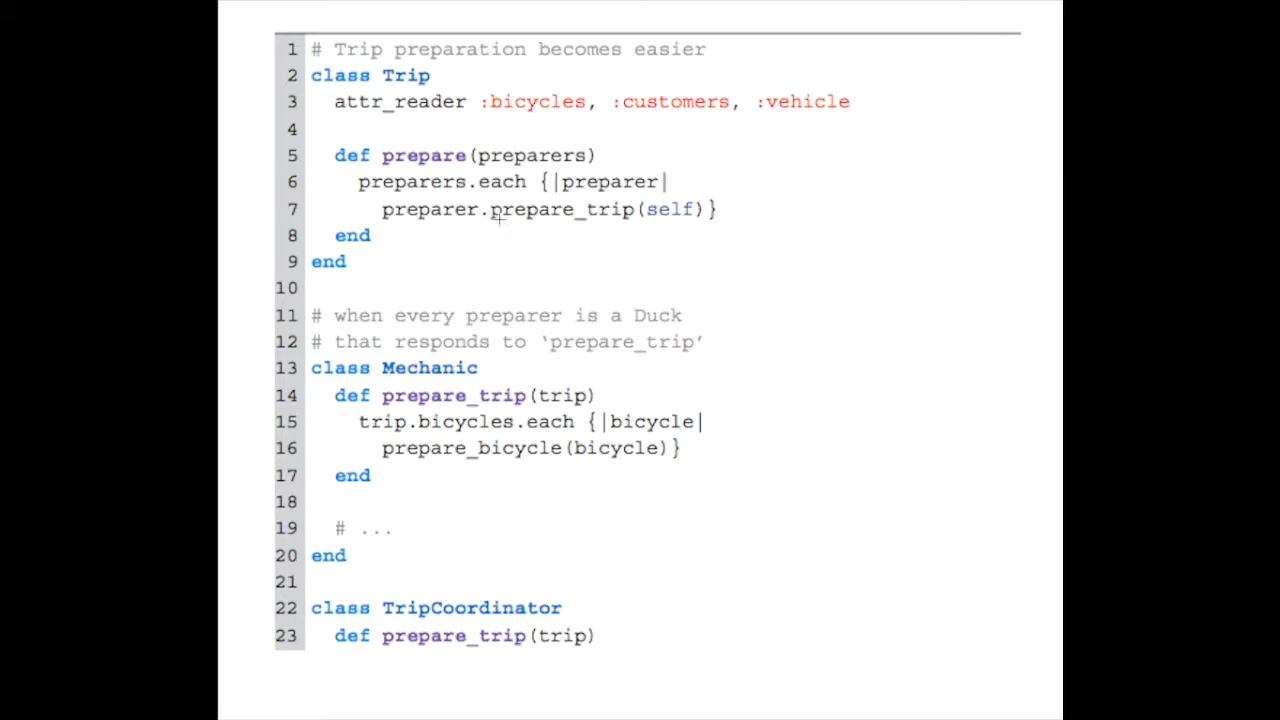 1 # Trip preparation becomes easier
2 class Trip
3   attr_reader :bicycles, :customers, :vehicle
4
5   def prepare(preparers)
6     preparers.each {|preparer|
7       preparer.prepare_trip(self)}
8   end
9 end
10
11 # when every preparer is a Duck
12 # that responds to ‘prepare_trip’
13 class Mechanic
14   def prepare_trip(trip)
15     trip.bicycles.each {|bicycle|
16       prepare_bicycle(bicycle)}
17   end
18
19   # ...
20 end
21
22 class TripCoordinator
23   def prepare_trip(trip)